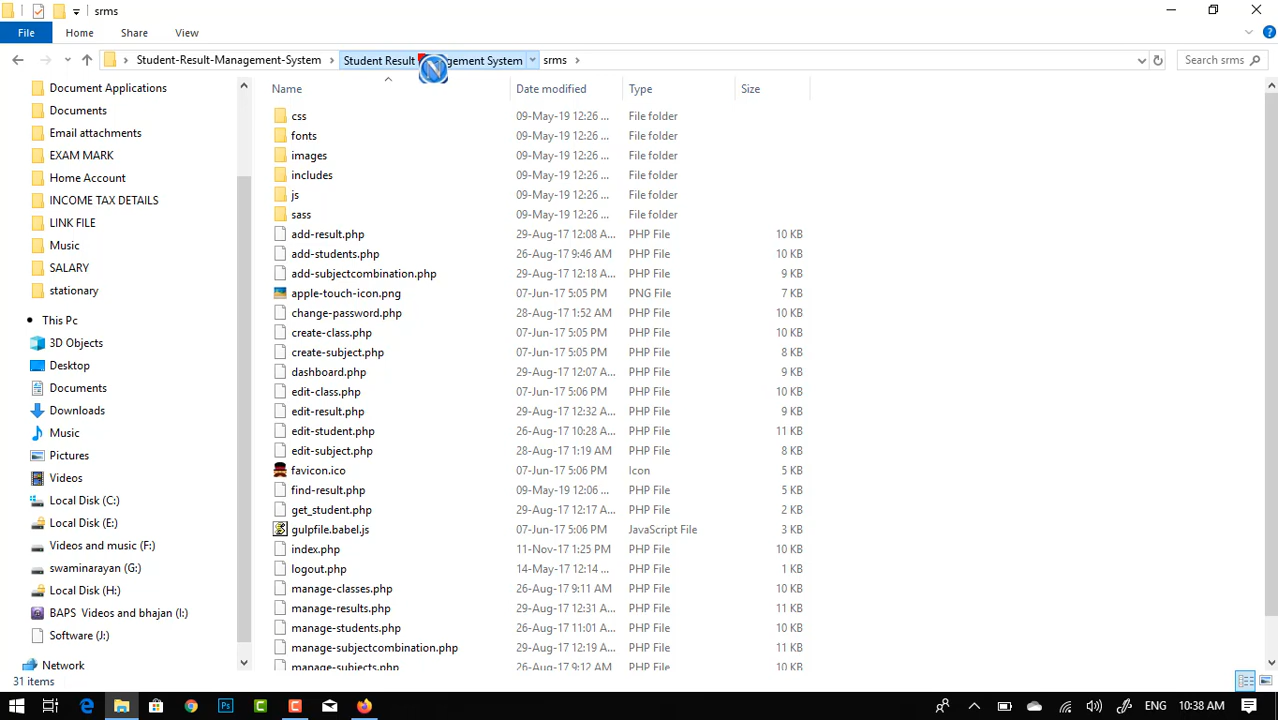 srms
File Home Share View
Student-Result-Management-System Student Result Management System srms Search srms
Name Date modified Type Size
Document Applications
Documents
Email attachments
EXAM MARK
Home Account
INCOME TAX DETAILS
LINK FILE
Music
SALARY
stationary
This Pc
3D Objects
Desktop
Documents
Downloads
Music
Pictures
Videos
Local Disk (C:)
Local Disk (E:)
Videos and music (F:)
swaminarayan (G:)
Local Disk (H:)
BAPS Videos and bhajan (I:)
Software (J:)
Network
css 09-May-19 12:26 ... File folder
fonts 09-May-19 12:26 ... File folder
images 09-May-19 12:26 ... File folder
includes 09-May-19 12:26 ... File folder
js 09-May-19 12:26 ... File folder
sass 09-May-19 12:26 ... File folder
add-result.php 29-Aug-17 12:08 A... PHP File 10 KB
add-students.php 26-Aug-17 9:46 AM PHP File 10 KB
add-subjectcombination.php 29-Aug-17 12:18 A... PHP File 9 KB
apple-touch-icon.png 07-Jun-17 5:05 PM PNG File 7 KB
change-password.php 28-Aug-17 1:52 AM PHP File 10 KB
create-class.php 07-Jun-17 5:05 PM PHP File 10 KB
create-subject.php 07-Jun-17 5:05 PM PHP File 8 KB
dashboard.php 29-Aug-17 12:07 A... PHP File 9 KB
edit-class.php 07-Jun-17 5:06 PM PHP File 10 KB
edit-result.php 29-Aug-17 12:32 A... PHP File 9 KB
edit-student.php 26-Aug-17 10:28 AM PHP File 11 KB
edit-subject.php 28-Aug-17 1:19 AM PHP File 8 KB
favicon.ico 07-Jun-17 5:06 PM Icon 5 KB
find-result.php 09-May-19 12:06 ... PHP File 5 KB
get_student.php 29-Aug-17 12:17 A... PHP File 2 KB
gulpfile.babel.js 07-Jun-17 5:06 PM JavaScript File 3 KB
index.php 11-Nov-17 1:25 PM PHP File 10 KB
logout.php 14-May-17 12:14 ... PHP File 1 KB
manage-classes.php 26-Aug-17 9:11 AM PHP File 10 KB
manage-results.php 29-Aug-17 12:31 A... PHP File 11 KB
manage-students.php 26-Aug-17 11:01 A... PHP File 10 KB
manage-subjectcombination.php 29-Aug-17 12:19 A... PHP File 11 KB
manage-subjects.php 26-Aug-17 9:12 AM PHP File 10 KB
31 items
ENG 10:38 AM